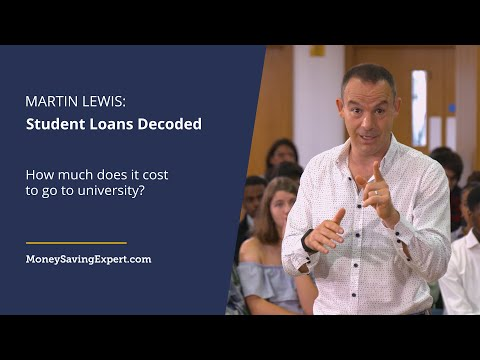 MARTIN LEWIS:
Student Loans Decoded
How much does it cost
to go to university?
MoneySavingExpert.com